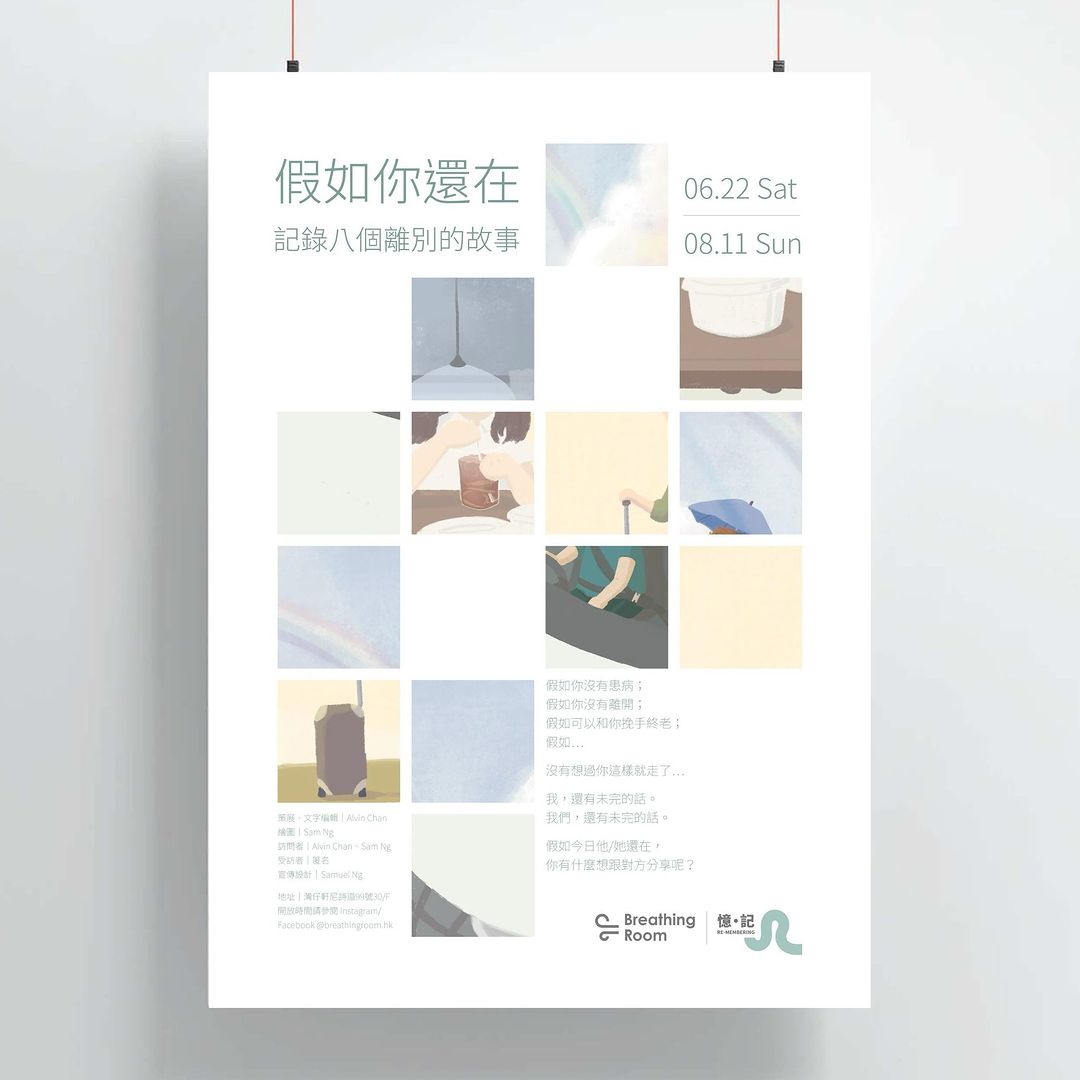 假如你還在
記錄八個離別的故事
06.22 Sat
08.11 Sun
假如你沒有患病；
假如你沒有離開；
假如可以和你挽手終老；
假如…
沒有想過你這樣就走了…
我，還有未完的話。
我們，還有未完的話。
假如今日他/她還在，
你有什麼想跟對方分享呢？
策展、文字編輯｜Alvin Chan
繪圖｜Sam Ng
訪問者｜Alvin Chan、Sam Ng
受訪者｜匿名
宣傳設計｜Samuel Ng
地址｜灣仔軒尼詩道99號30/F
開放時間請參閱 Instagram/
Facebook @breathingroom.hk
Breathing
Room
憶・記
RE-MEMBERING